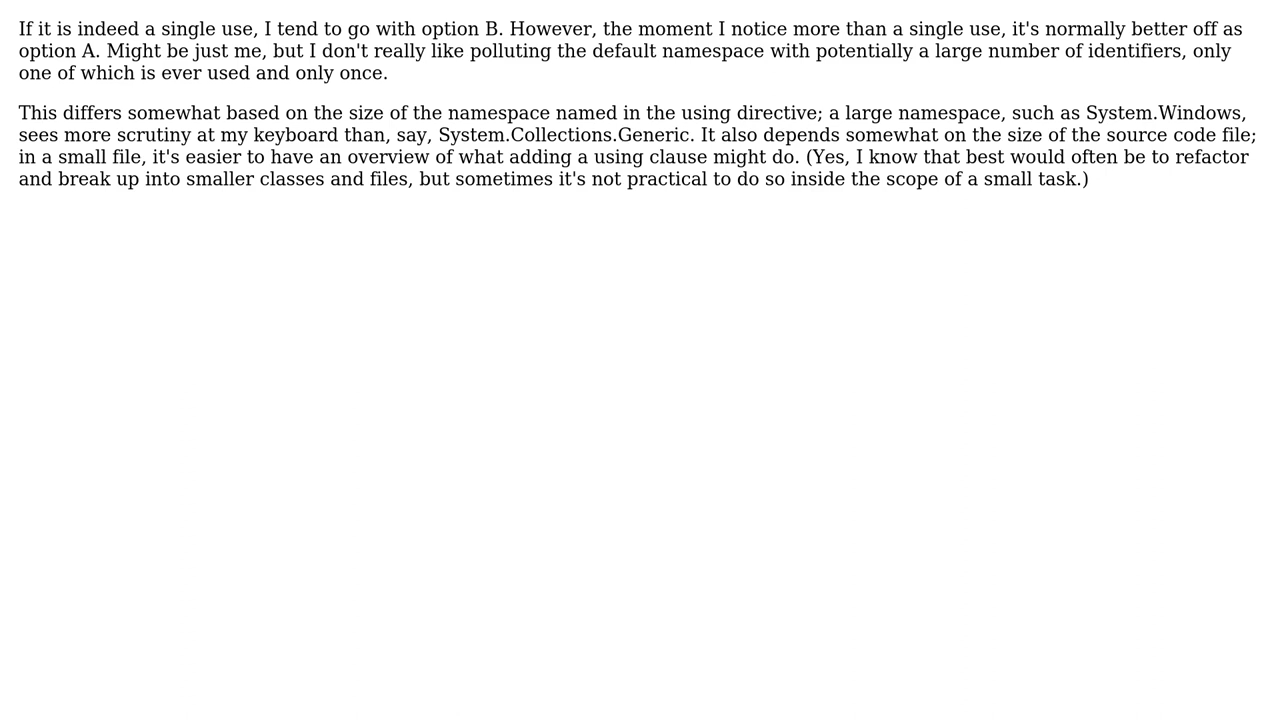 If it is indeed a single use, I tend to go with option B. However, the moment I notice more than a single use, it's normally better off as
option A. Might be just me, but I don't really like polluting the default namespace with potentially a large number of identifiers, only
one of which is ever used and only once.
This differs somewhat based on the size of the namespace named in the using directive; a large namespace, such as System.Windows,
sees more scrutiny at my keyboard than, say, System.Collections.Generic. It also depends somewhat on the size of the source code file;
in a small file, it's easier to have an overview of what adding a using clause might do. (Yes, I know that best would often be to refactor
and break up into smaller classes and files, but sometimes it's not practical to do so inside the scope of a small task.)